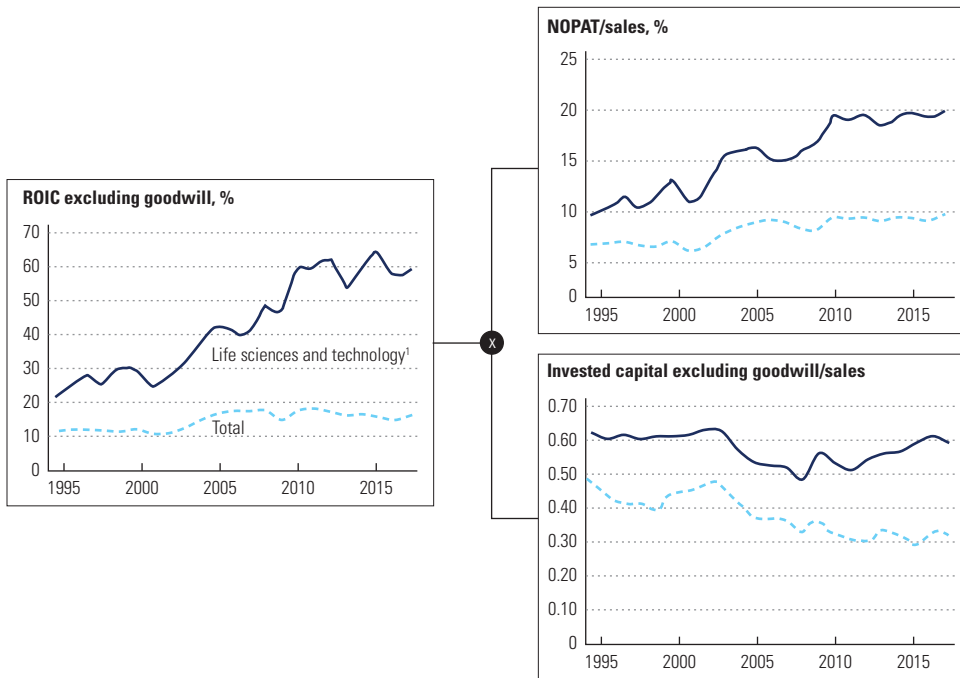 ROIC excluding goodwill, %
70
60
50
40
30
20
10
0
Life sciences and technology¹
Total
1995 2000 2005 2010 2015
X
NOPAT/sales, %
25
20
15
10
5
0
1995 2000 2005 2010 2015
Invested capital excluding goodwill/sales
0.70
0.60
0.50
0.40
0.30
0.20
0.10
0
1995 2000 2005 2010 2015